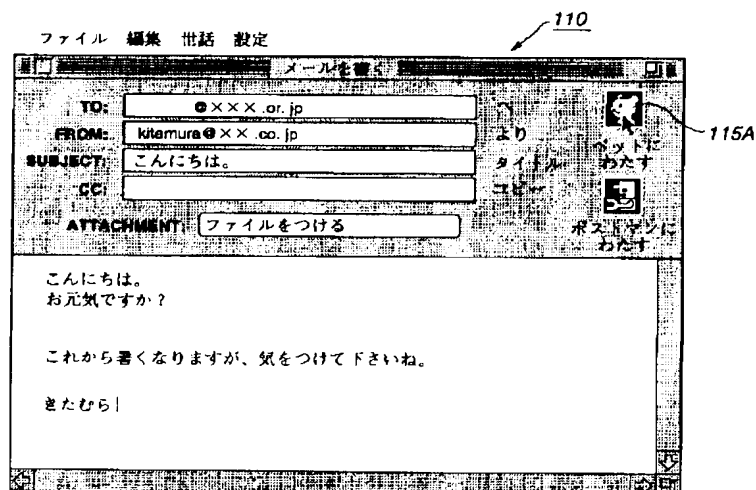 110
ファイル 編集 世話 設定
メールを書く
TO: @×××.or.jp へ
FROM: kitamura@××.co.jp より
SUBJECT: こんにちは。 タイトル
CC: コピー
ATTACHMENT: ファイルをつける
115A
ペットに
わたす
ポストマンに
わたす
こんにちは。
お元気ですか？
これから暑くなりますが、気をつけて下さいね。
きたむら